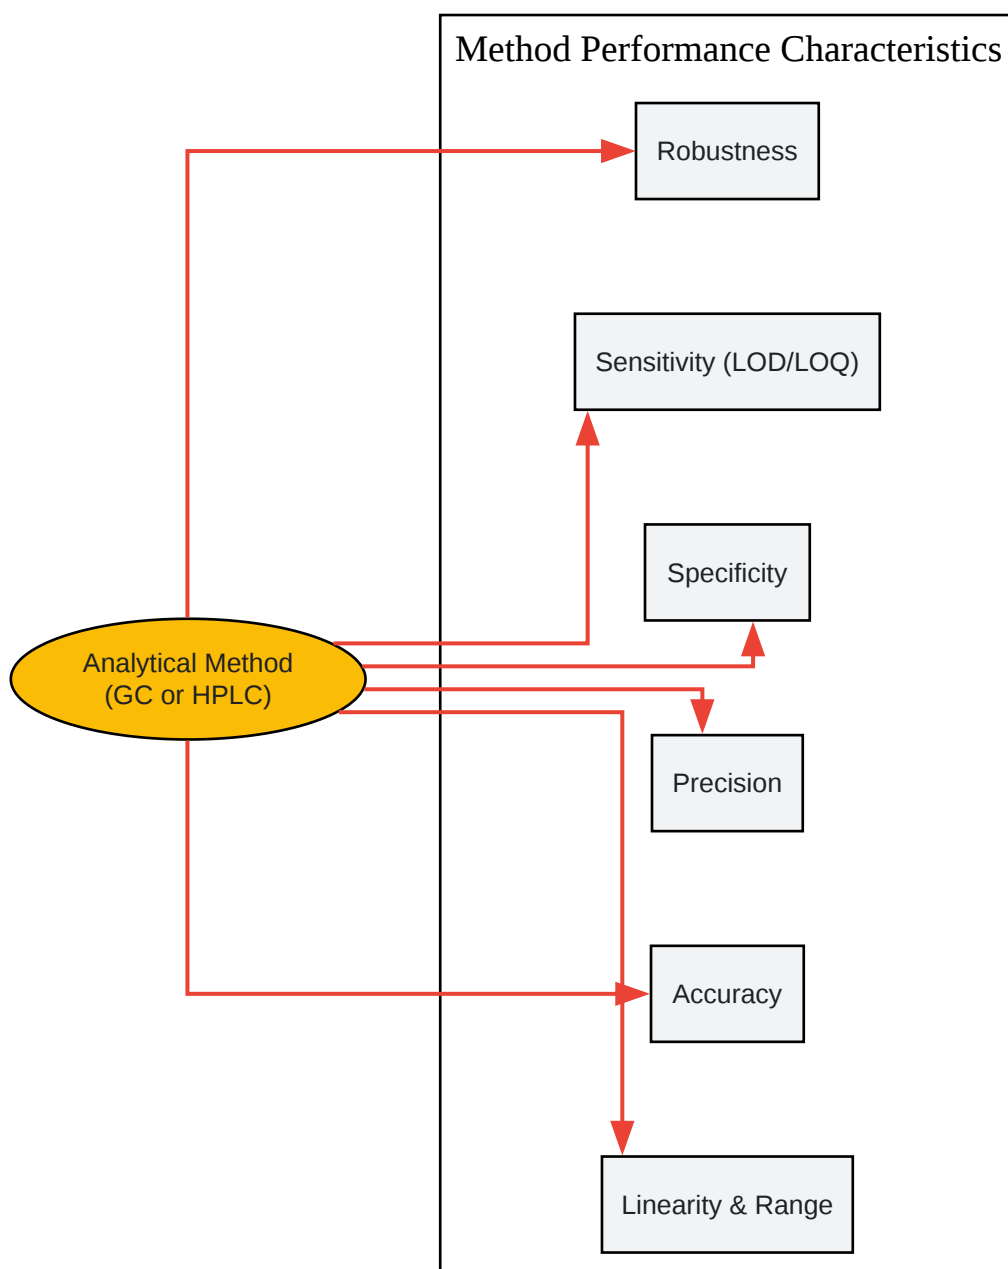 Method Performance Characteristics
Robustness
Sensitivity (LOD/LOQ)
Specificity
Analytical Method
(GC or HPLC)
Precision
Accuracy
Linearity & Range